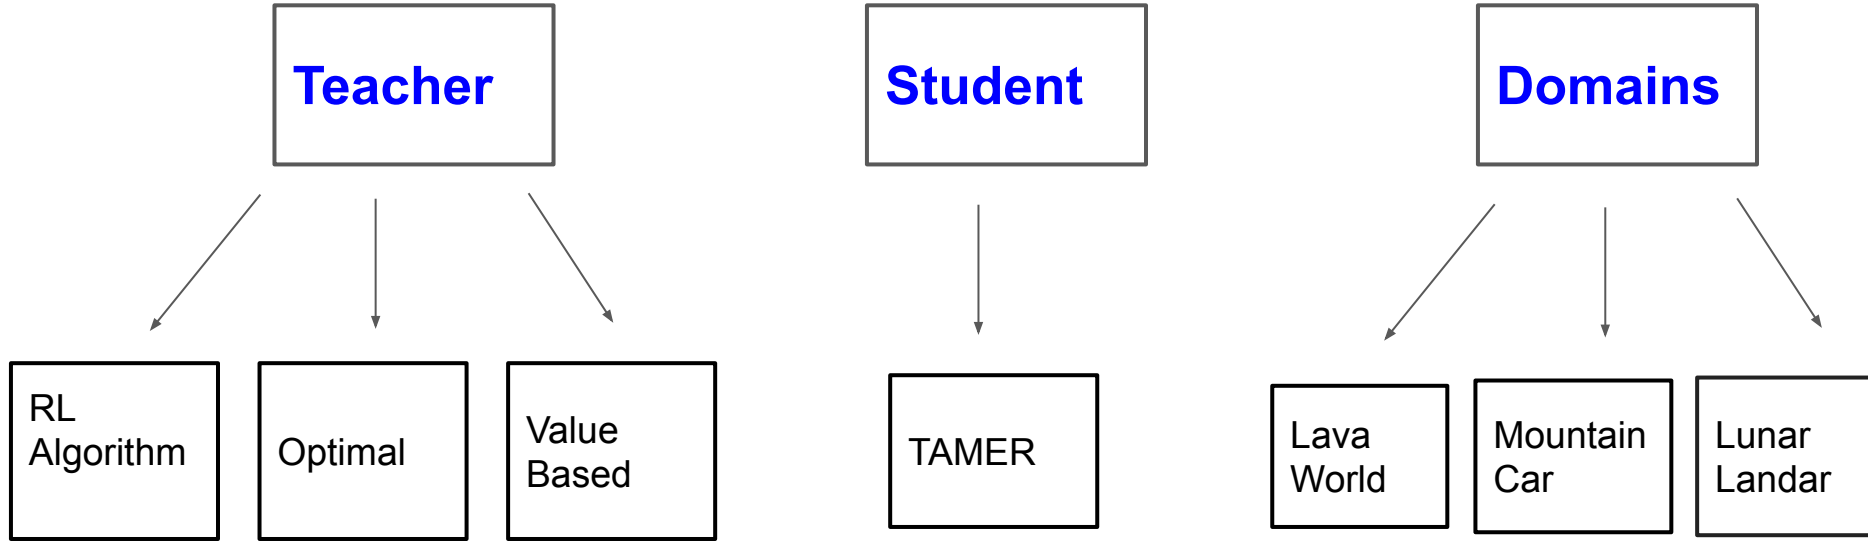 Teacher
Student
Domains
RL
Algorithm
Optimal
Value
Based
TAMER
Lava
World
Mountain
Car
Lunar
Landar